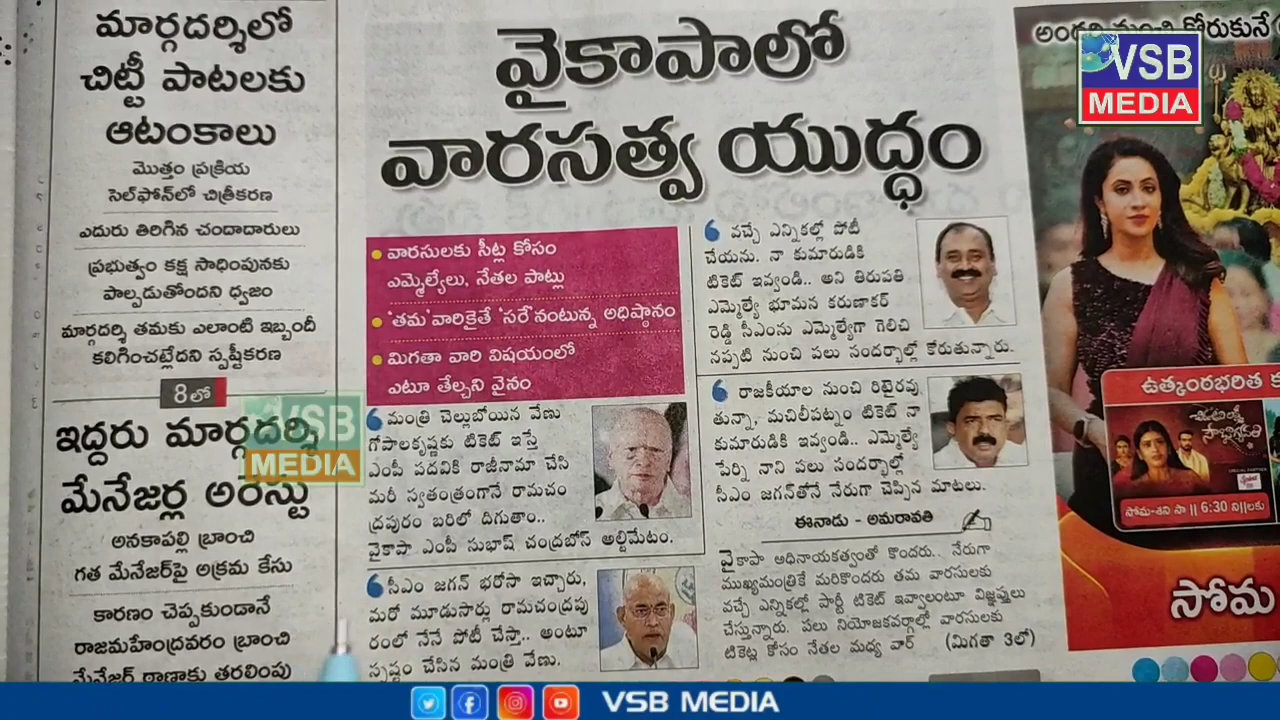 మార్గదర్శిలో
చిట్టీ పాటలకు
ఆటంకాలు
మొత్తం ప్రక్రియ
సెల్‌ఫోన్‌లో చిత్రీకరణ
ఎదురు తిరిగిన చందాదారులు
ప్రభుత్వం కక్ష సాధింపునకు
పాల్పడుతోందని ధ్వజం
మార్గదర్శి తమకు ఎలాంటి ఇబ్బందీ
కలిగించట్లేదని స్పష్టీకరణ
8లో
ఇద్దరు మార్గదర్శి
మేనేజర్ల అరెస్టు
అనకాపల్లి బ్రాంచి
గత మేనేజర్‌పై అక్రమ కేసు
కారణం చెప్పకుండానే
రాజమహేంద్రవరం బ్రాంచి
మేనేజర్ ఠాణాకు తరలింపు
వైకాపాలో
వారసత్వ యుద్ధం
వారసులకు సీట్ల కోసం
ఎమ్మెల్యేలు, నేతల పాట్లు
'తమ'వారికైతే 'సరే'నంటున్న అధిష్ఠానం
మిగతా వారి విషయంలో
ఎటూ తేల్చని వైనం
మంత్రి చెల్లుబోయిన వేణు
గోపాలకృష్ణకు టికెట్ ఇస్తే
ఎంపీ పదవికి రాజీనామా చేసి
మరీ స్వతంత్రంగానే రామచం
ద్రపురం బరిలో దిగుతాం..
వైకాపా ఎంపీ సుభాష్ చంద్రబోస్ అల్టిమేటం.
సీఎం జగన్ భరోసా ఇచ్చారు,
మరో మూడుసార్లు రామచంద్రపు
రంలో నేనే పోటీ చేస్తా.. అంటూ
స్పష్టం చేసిన మంత్రి వేణు.
వచ్చే ఎన్నికల్లో పోటీ
చేయను. నా కుమారుడికి
టికెట్ ఇవ్వండి.. అని తిరుపతి
ఎమ్మెల్యే భూమన కరుణాకర్
రెడ్డి సీఎంను ఎమ్మెల్యేగా గెలిచి
నప్పటి నుంచి పలు సందర్భాల్లో కోరుతున్నారు.
రాజకీయాల నుంచి రిటైరవు
తున్నా, మచిలీపట్నం టికెట్ నా
కుమారుడికి ఇవ్వండి.. ఎమ్మెల్యే
పేర్ని నాని పలు సందర్భాల్లో
సీఎం జగన్‌తోనే నేరుగా చెప్పిన మాటలు.
ఈనాడు - అమరావతి
వైకాపా అధినాయకత్వంతో కొందరు.. నేరుగా
ముఖ్యమంత్రికే మరికొందరు తమ వారసులకు
వచ్చే ఎన్నికల్లో పార్టీ టికెట్ ఇవ్వాలంటూ విజ్ఞప్తులు
చేస్తున్నారు. పలు నియోజకవర్గాల్లో వారసులకు
టికెట్ల కోసం నేతల మధ్య వార్ (మిగతా 3లో)
VSB
MEDIA
ఉత్కంఠభరిత
సోమ-శని సా॥ 6:30 ని॥లకు
సోమ
VSB
MEDIA
VSB MEDIA